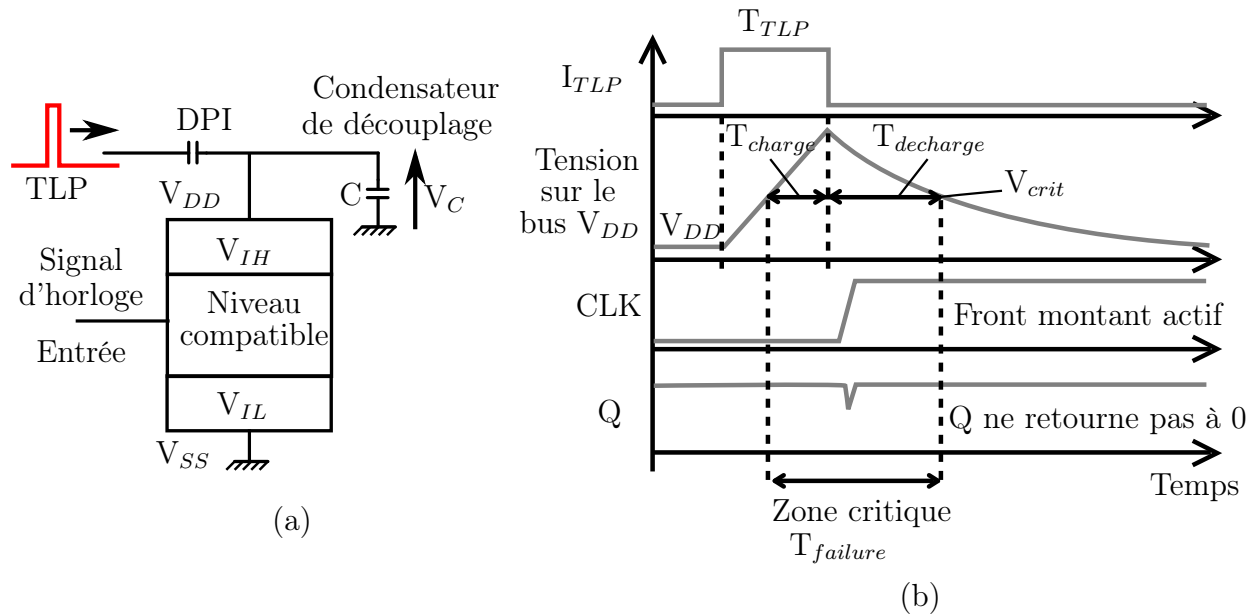 Condensateur
de découplage
DPI
TLP
V_DD
C
V_C
V_IH
Signal
d'horloge
Niveau
compatible
Entrée
V_IL
V_SS
(a)
T_TLP
I_TLP
T_charge
T_decharge
Tension
sur le
bus V_DD
V_DD
V_crit
CLK
Front montant actif
Q
Q ne retourne pas à 0
Temps
Zone critique
T_failure
(b)